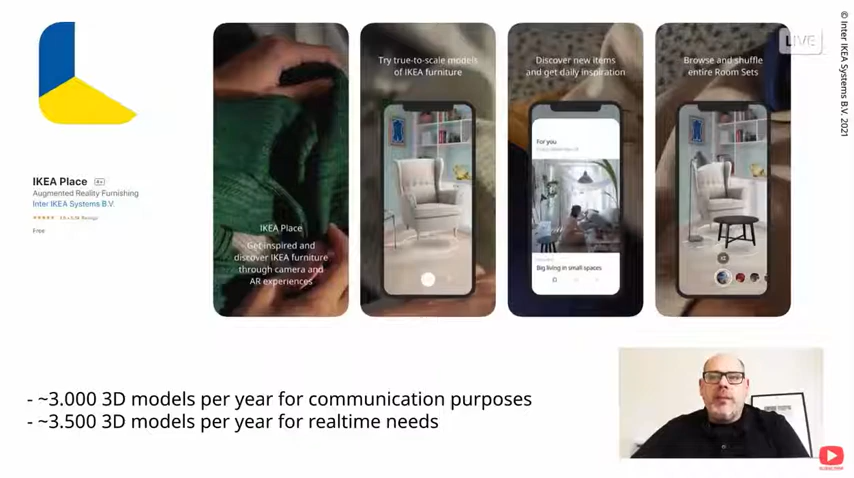 LIVE
© Inter IKEA Systems B.V. 2021
IKEA Place
4+
Augmented Reality Furnishing
Inter IKEA Systems B.V.
Free
IKEA Place
Get inspired and
discover IKEA furniture
through camera and
AR experiences
Try true-to-scale models
of IKEA furniture
Discover new items
and get daily inspiration
For you
Big living in small spaces
Browse and shuffle
entire Room Sets
- ~3.000 3D models per year for communication purposes
- ~3.500 3D models per year for realtime needs
SUBSCRIBE